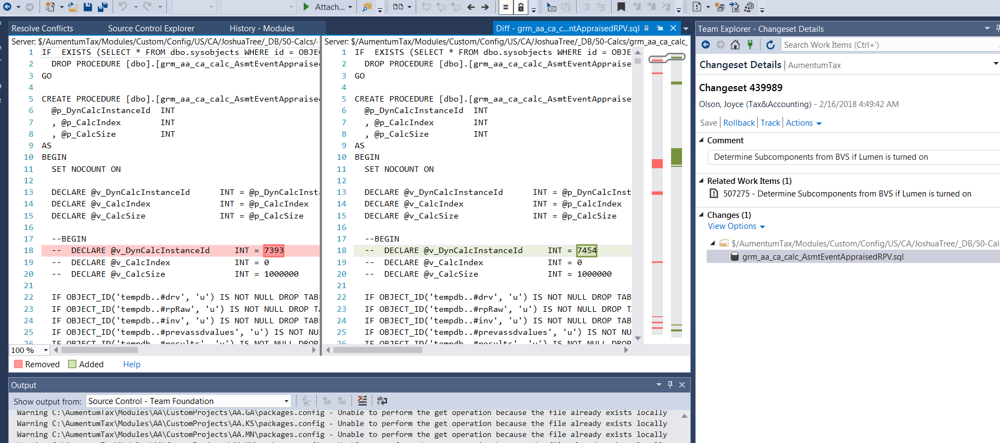 Attach...
Resolve Conflicts
Source Control Explorer
History - Modules
Diff - grm_aa_ca_c...ntAppraisedRPV.sql
Server: $/AumentumTax/Modules/Custom/Config/US/CA/JoshuaTree/_DB/50-Calcs/
1 IF  EXISTS (SELECT * FROM dbo.sysobjects WHERE id = OBJE
2   DROP PROCEDURE [dbo].[grm_aa_ca_calc_AsmtEventAppraise
3 GO
4
5 CREATE PROCEDURE [dbo].[grm_aa_ca_calc_AsmtEventAppraise
6   @p_DynCalcInstanceId  INT
7   , @p_CalcIndex        INT
8   , @p_CalcSize         INT
9 AS
10 BEGIN
11   SET NOCOUNT ON
12
13   DECLARE @v_DynCalcInstanceId      INT = @p_DynCalcInst
14   DECLARE @v_CalcIndex              INT = @p_CalcIndex
15   DECLARE @v_CalcSize               INT = @p_CalcSize
16
17   --BEGIN
18   --  DECLARE @v_DynCalcInstanceId     INT = 7393
19   --  DECLARE @v_CalcIndex             INT = 0
20   --  DECLARE @v_CalcSize              INT = 1000000
21
22   IF OBJECT_ID('tempdb..#drv', 'u') IS NOT NULL DROP TAB
23   IF OBJECT_ID('tempdb..#rpRaw', 'u') IS NOT NULL DROP T
24   IF OBJECT_ID('tempdb..#inv', 'u') IS NOT NULL DROP TAB
25   IF OBJECT_ID('tempdb..#prevassdvalues', 'u') IS NOT NU
26   IF OBJECT_ID('tempdb..#results', 'u') IS NOT NULL DROP
100 %
Server: $/AumentumTax/Modules/Custom/Config/US/CA/JoshuaTree/_DB/50-Calcs/grm_aa_ca_calc_
1 IF  EXISTS (SELECT * FROM dbo.sysobjects WHERE id = OBJE
2   DROP PROCEDURE [dbo].[grm_aa_ca_calc_AsmtEventAppraise
3 GO
4
5 CREATE PROCEDURE [dbo].[grm_aa_ca_calc_AsmtEventAppraise
6   @p_DynCalcInstanceId  INT
7   , @p_CalcIndex        INT
8   , @p_CalcSize         INT
9 AS
10 BEGIN
11   SET NOCOUNT ON
12
13   DECLARE @v_DynCalcInstanceId      INT = @p_DynCalcInst
14   DECLARE @v_CalcIndex              INT = @p_CalcIndex
15   DECLARE @v_CalcSize               INT = @p_CalcSize
16
17   --BEGIN
18   --  DECLARE @v_DynCalcInstanceId     INT = 7454
19   --  DECLARE @v_CalcIndex             INT = 0
20   --  DECLARE @v_CalcSize              INT = 1000000
21
22   IF OBJECT_ID('tempdb..#drv', 'u') IS NOT NULL DROP TAB
23   IF OBJECT_ID('tempdb..#rpRaw', 'u') IS NOT NULL DROP T
24   IF OBJECT_ID('tempdb..#inv', 'u') IS NOT NULL DROP TAB
25   IF OBJECT_ID('tempdb..#prevassdvalues', 'u') IS NOT NU
26   IF OBJECT_ID('tempdb..#results', 'u') IS NOT NULL DROP
Removed Added Help
Output
Show output from: Source Control - Team Foundation
Warning C:\AumentumTax\Modules\AA\CustomProjects\AA.GA\packages.config - Unable to perform the get operation because the file already exists locally
Warning C:\AumentumTax\Modules\AA\CustomProjects\AA.KS\packages.config - Unable to perform the get operation because the file already exists locally
Warning C:\AumentumTax\Modules\AA\CustomProjects\AA.MN\packages.config - Unable to perform the get operation because the file already exists locally
Team Explorer - Changeset Details
Search Work Items (Ctrl+')
Changeset Details | AumentumTax
Changeset 439989
Olson, Joyce (Tax&Accounting) - 2/16/2018 4:49:42 AM
Save | Rollback | Track | Actions
Comment
Determine Subcomponents from BVS if Lumen is turned on
Related Work Items (1)
507275 - Determine Subcomponents from BVS if Lumen is turned on
Changes (1)
View Options
$/AumentumTax/Modules/Custom/Config/US/CA/JoshuaTree/_DB/50-Cal
grm_aa_ca_calc_AsmtEventAppraisedRPV.sql